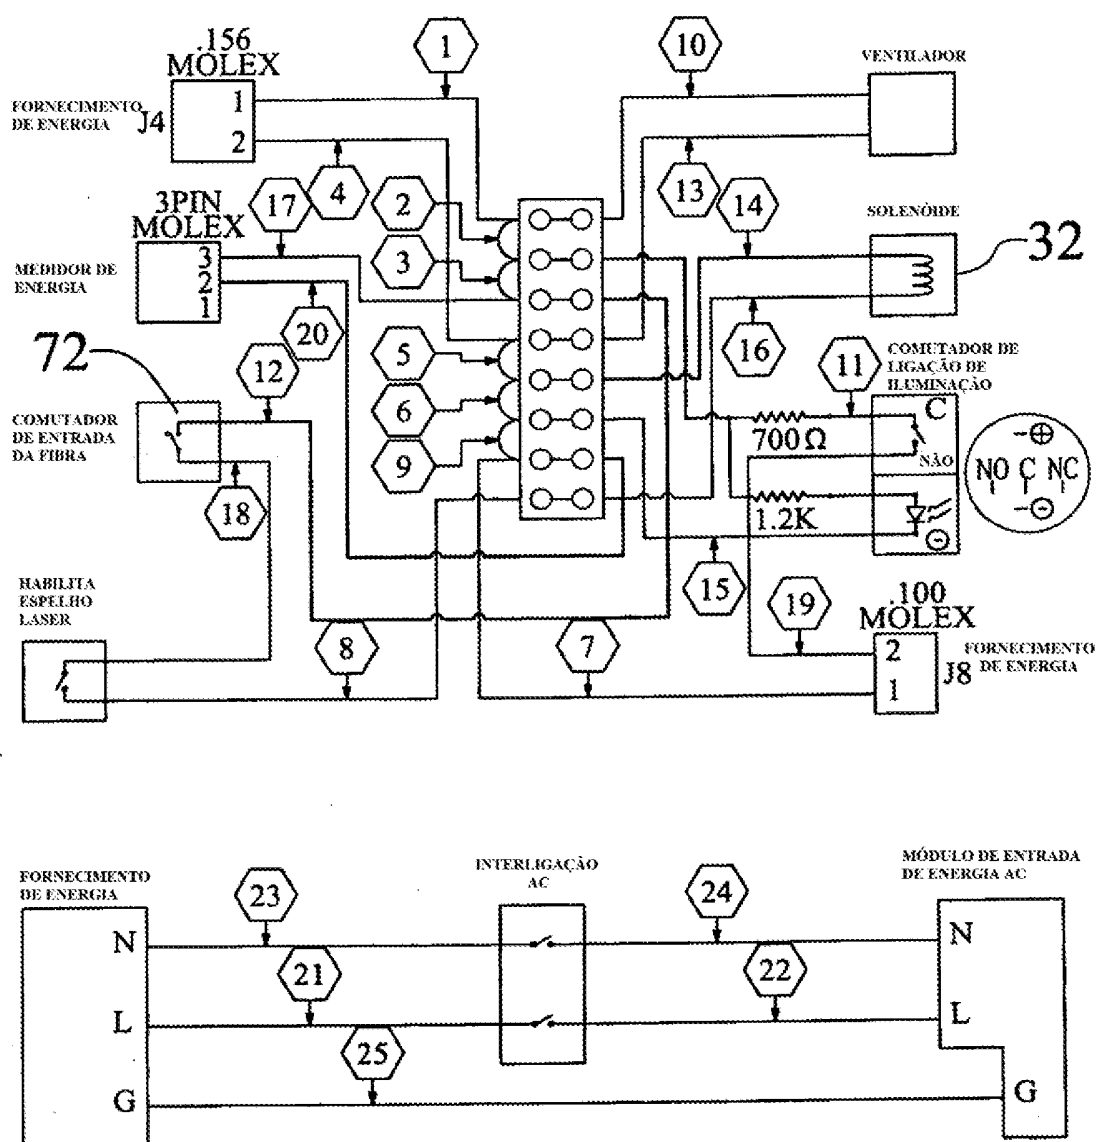 .156
MOLEX
FORNECIMENTO
DE ENERGIA
J4
1
2
1
4
10
VENTILADOR
13
3PIN
MOLEX
17
2
3
14
SOLENÓIDE
32
MEDIDOR DE
ENERGIA
3
2
1
20
16
72
12
5
6
9
11
COMUTADOR DE
LIGAÇÃO DE
ILUMINAÇÃO
COMUTADOR
DE ENTRADA
DA FIBRA
18
700 Ω
C
NÃO
1.2K
NO C NC
15
HABILITA
ESPELHO
LASER
8
7
19
.100
MOLEX
2
1
J8
FORNECIMENTO
DE ENERGIA
FORNECIMENTO
DE ENERGIA
INTERLIGAÇÃO
AC
MÓDULO DE ENTRADA
DE ENERGIA AC
23
24
N
N
21
22
L
L
25
G
G